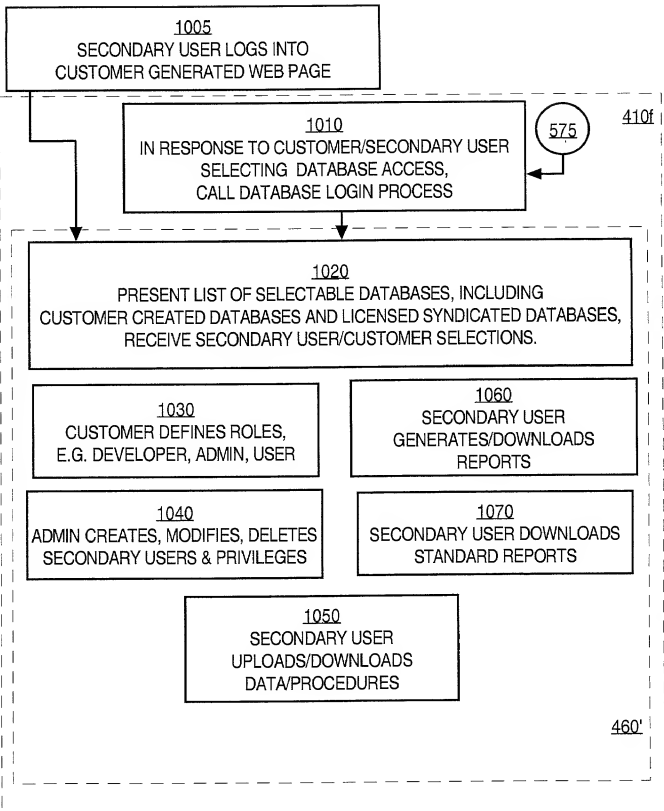 1005
SECONDARY USER LOGS INTO
CUSTOMER GENERATED WEB PAGE
1010
IN RESPONSE TO CUSTOMER/SECONDARY USER
SELECTING DATABASE ACCESS,
CALL DATABASE LOGIN PROCESS
575
410f
1020
PRESENT LIST OF SELECTABLE DATABASES, INCLUDING
CUSTOMER CREATED DATABASES AND LICENSED SYNDICATED DATABASES,
RECEIVE SECONDARY USER/CUSTOMER SELECTIONS.
1030
CUSTOMER DEFINES ROLES,
E.G. DEVELOPER, ADMIN, USER
1060
SECONDARY USER
GENERATES/DOWNLOADS
REPORTS
1040
ADMIN CREATES, MODIFIES, DELETES
SECONDARY USERS & PRIVILEGES
1070
SECONDARY USER DOWNLOADS
STANDARD REPORTS
1050
SECONDARY USER
UPLOADS/DOWNLOADS
DATA/PROCEDURES
460'